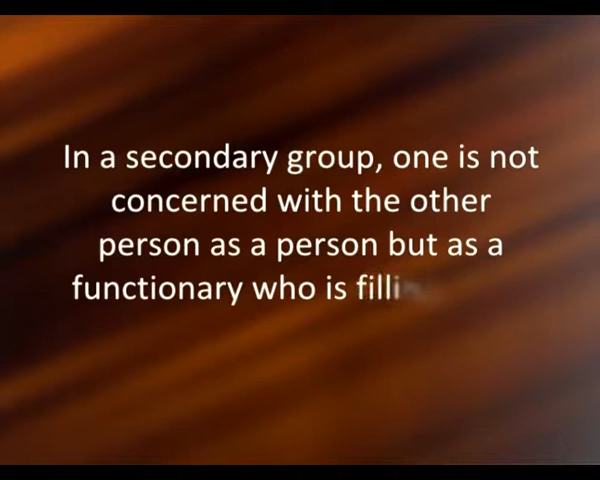 In a secondary group, one is not
concerned with the other
person as a person but as a
functionary who is